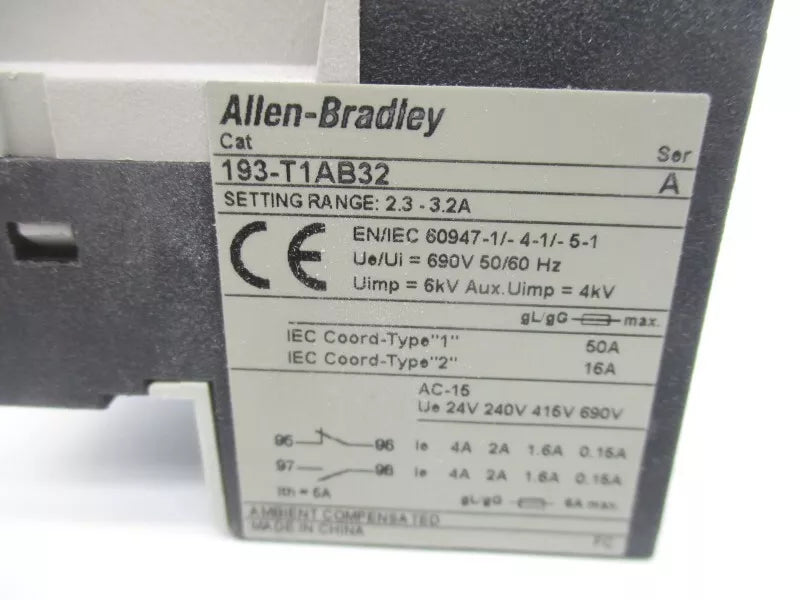 Allen-Bradley
Cat Ser
193-T1AB32 A
SETTING RANGE: 2.3 - 3.2A
CE EN/IEC 60947-1/- 4-1/- 5-1
Ue/Ui = 690V 50/60 Hz
Uimp = 6kV Aux.Uimp = 4kV
gL/gG max.
IEC Coord-Type"1" 50A
IEC Coord-Type"2" 16A
AC-15
Ue 24V 240V 415V 690V
95 96 Ie 4A 2A 1.6A 0.15A
97 98 Ie 4A 2A 1.6A 0.15A
Ith = 6A gL/gG 6A max.
AMBIENT COMPENSATED
MADE IN CHINA FC